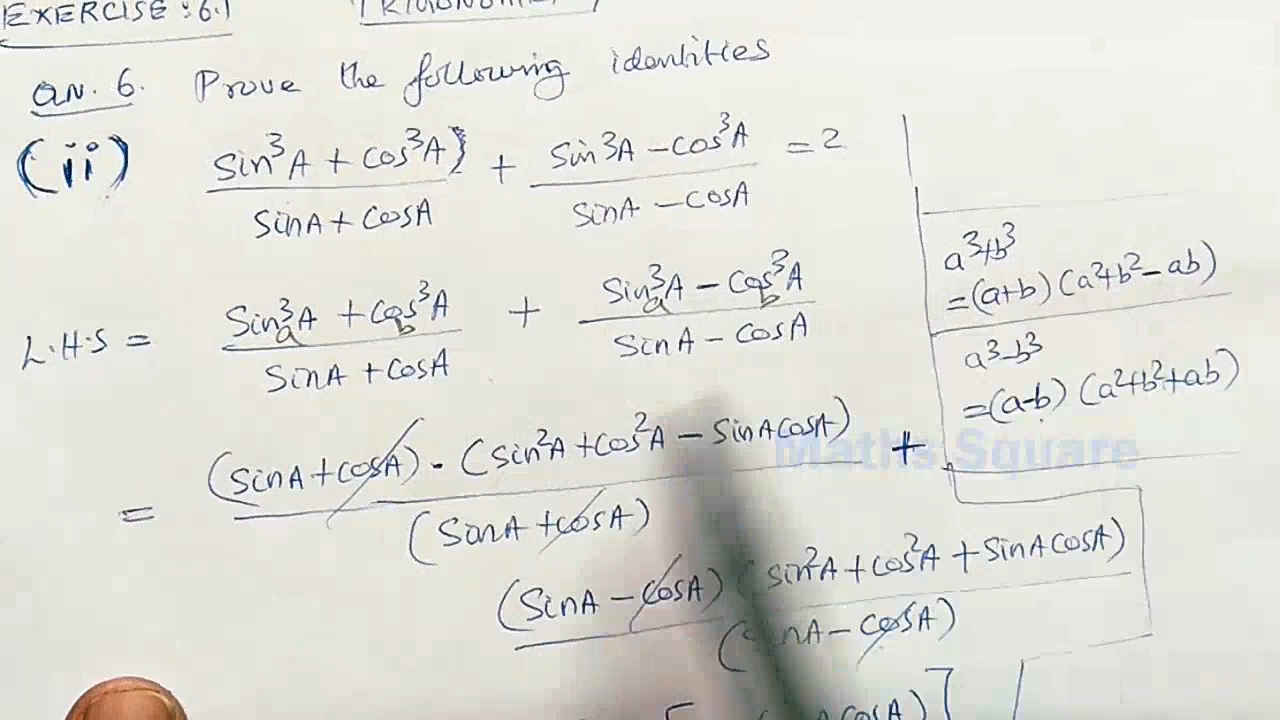 EXERCISE : 6.1
QN. 6. Prove the following identities
(ii) Sin³A + Cos³A} / SinA + CosA + Sin³A - Cos³A / SinA - CosA = 2
L.H.S = Sin³A + Cos³A / SinA + CosA + Sin³A - Cos³A / SinA - CosA
a b a b
= (SinA + CosA) . (Sin²A + Cos²A - SinA CosA) / (SinA + CosA) +
(SinA - CosA) (Sin²A + Cos²A + SinA CosA) / - CosA)
CosA)]
a³+b³
=(a+b) (a²+b²-ab)
a³-b³
=(a-b) (a²+b²+ab)
Maths Square